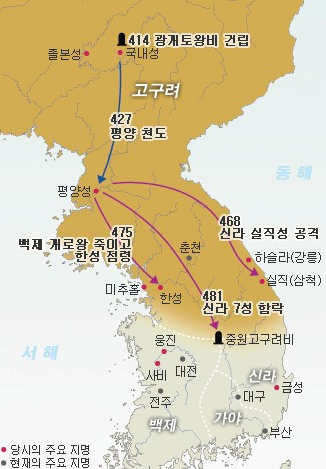 414 광개토왕비 건립
졸본성
국내성
고구려
427
평양 천도
동해
평양성
468
신라 실직성 공격
475
백제 개로왕 죽이고
한성 점령
춘천
하슬라(강릉)
실직(삼척)
미추홀
한성
481
신라 7성 함락
중원고구려비
서해
웅진
사비
대전
신라
금성
전주
대구
백제
가야
부산
당시의 주요 지명
현재의 주요 지명